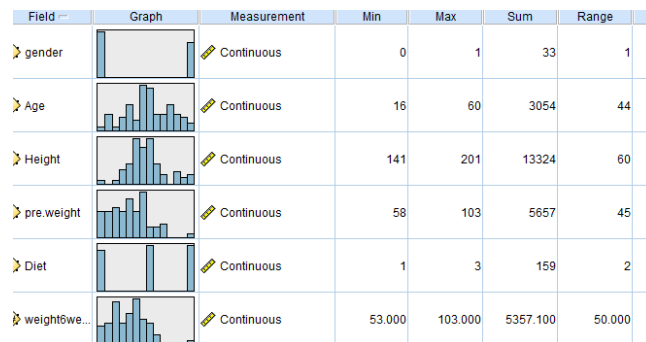 Field Graph Measurement Min Max Sum Range
gender Continuous 0 1 33 1
Age Continuous 16 60 3054 44
Height Continuous 141 201 13324 60
pre.weight Continuous 58 103 5657 45
Diet Continuous 1 3 159 2
weight6we... Continuous 53.000 103.000 5357.100 50.000